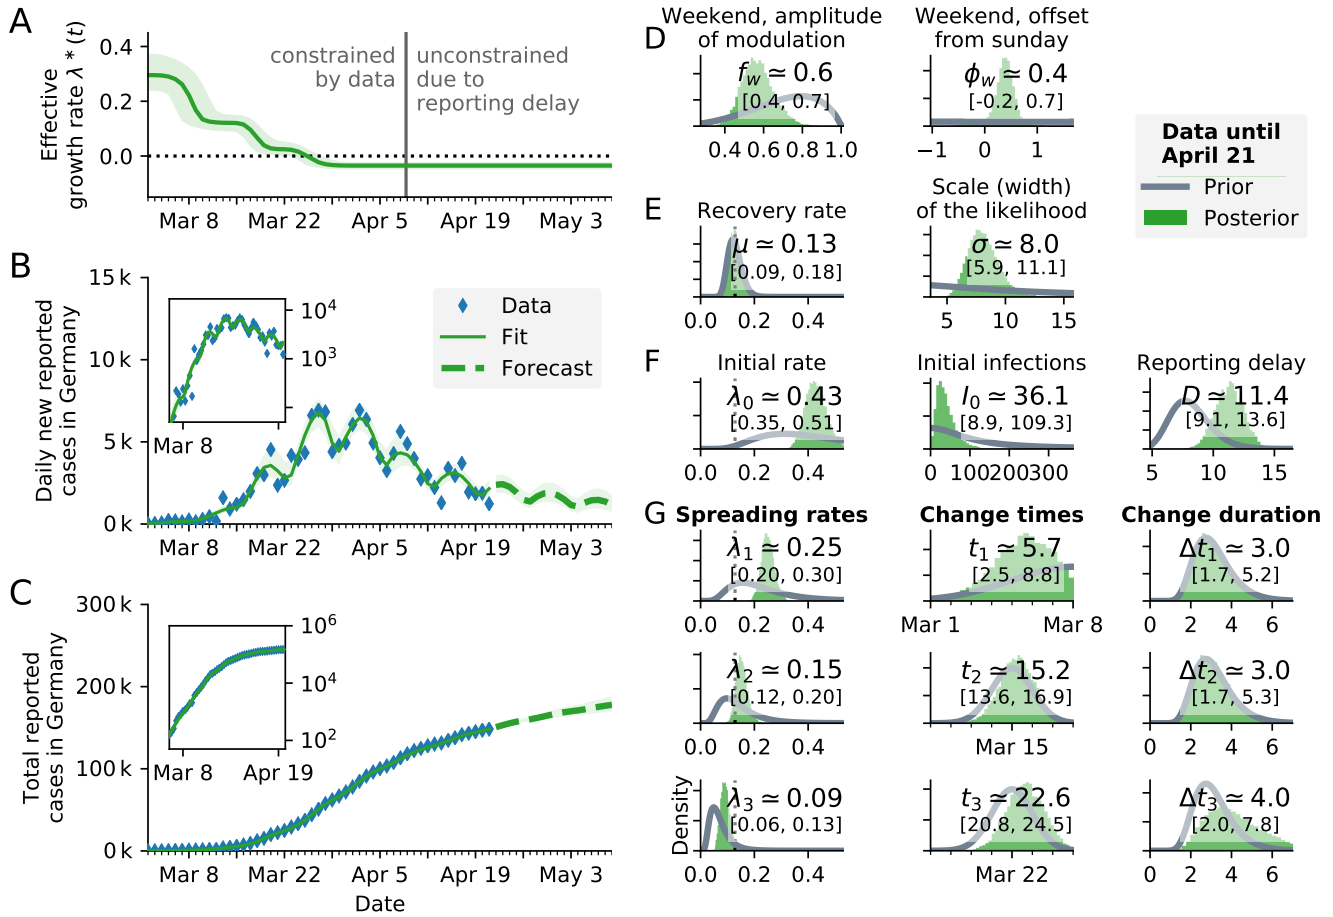 A
Effective
growth rate λ* (t)
0.4
0.2
0.0
constrained
by data
unconstrained
due to
reporting delay
Mar 8
Mar 22
Apr 5
Apr 19
May 3
B
Daily new reported
cases in Germany
15 k
10 k
5 k
0 k
10⁴
10³
Mar 8
Data
Fit
Forecast
Mar 8
Mar 22
Apr 5
Apr 19
May 3
C
Total reported
cases in Germany
300 k
200 k
100 k
0 k
10⁶
10⁴
10²
Mar 8
Apr 19
Mar 8
Mar 22
Apr 5
Apr 19
May 3
Date
D
Weekend, amplitude
of modulation
f_w ≃ 0.6
[0.4, 0.7]
0.4 0.6 0.8 1.0
Weekend, offset
from sunday
ϕ_w ≃ 0.4
[-0.2, 0.7]
−1 0 1
Data until
April 21
Prior
Posterior
E
Recovery rate
μ ≃ 0.13
[0.09, 0.18]
0.0 0.2 0.4
Scale (width)
of the likelihood
σ ≃ 8.0
[5.9, 11.1]
5 10 15
F
Initial rate
λ₀ ≃ 0.43
[0.35, 0.51]
0.0 0.2 0.4
Initial infections
I₀ ≃ 36.1
[8.9, 109.3]
0 100 200 300
Reporting delay
D ≃ 11.4
[9.1, 13.6]
5 10 15
G
Spreading rates
Change times
Change duration
λ₁ ≃ 0.25
[0.20, 0.30]
0.0 0.2 0.4
t₁ ≃ 5.7
[2.5, 8.8]
Mar 1 Mar 8
Δt₁ ≃ 3.0
[1.7, 5.2]
0 2 4 6
λ₂ ≃ 0.15
[0.12, 0.20]
0.0 0.2 0.4
t₂ ≃ 15.2
[13.6, 16.9]
Mar 15
Δt₂ ≃ 3.0
[1.7, 5.3]
0 2 4 6
Density
λ₃ ≃ 0.09
[0.06, 0.13]
0.0 0.2 0.4
t₃ ≃ 22.6
[20.8, 24.5]
Mar 22
Δt₃ ≃ 4.0
[2.0, 7.8]
0 2 4 6